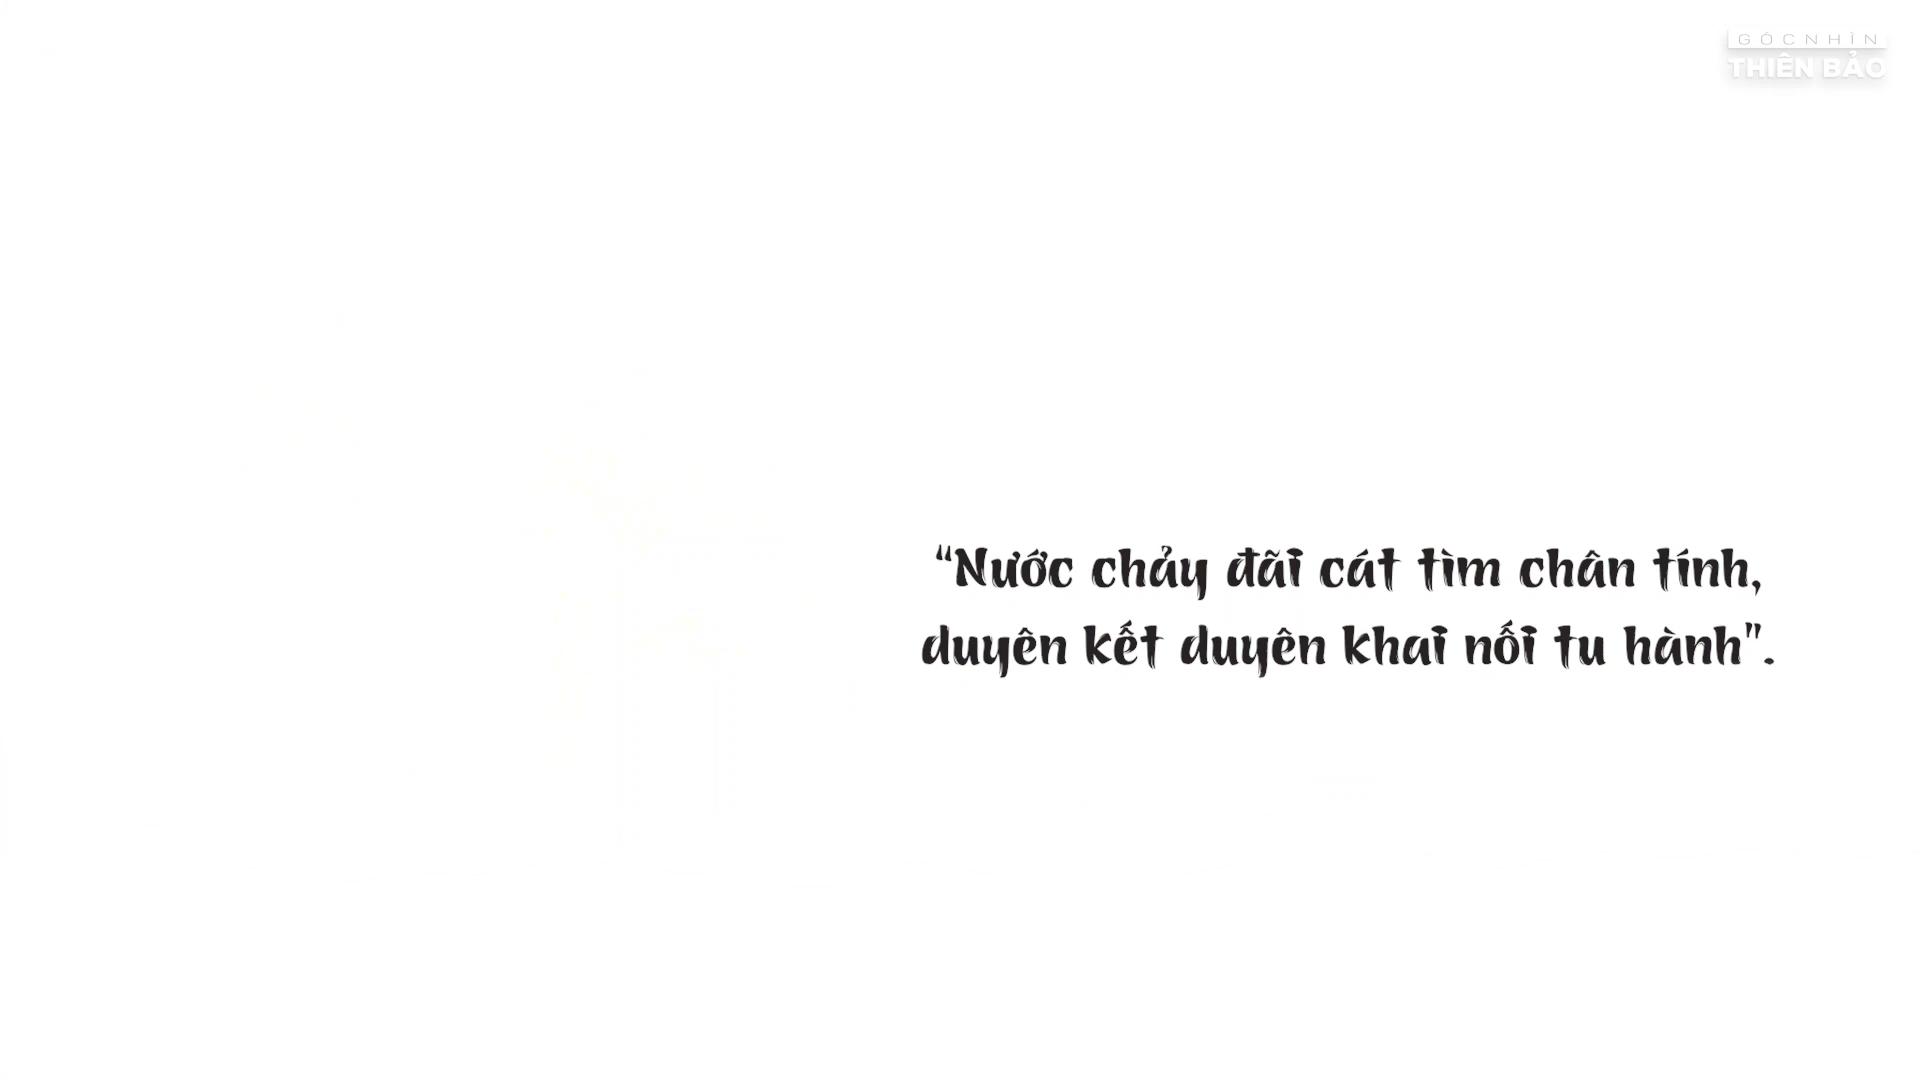 GÓC NHÌN
THIÊN BẢO
“Nước chảy đãi cát tìm chân tính,
duyên kết duyên khai nối tu hành".